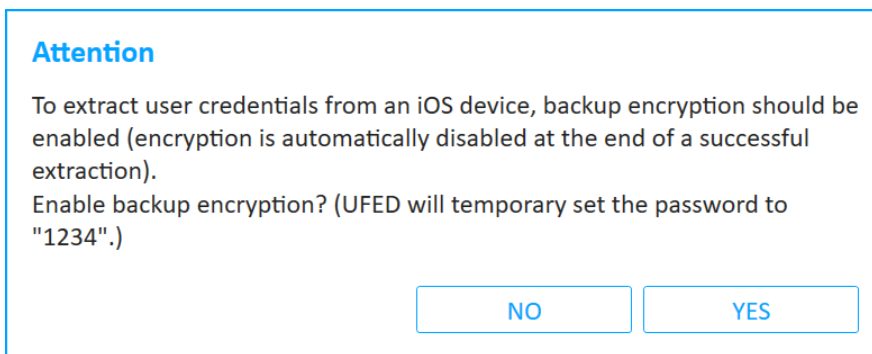 Attention
To extract user credentials from an iOS device, backup encryption should be
enabled (encryption is automatically disabled at the end of a successful
extraction).
Enable backup encryption? (UFED will temporary set the password to
"1234".)
NO
YES